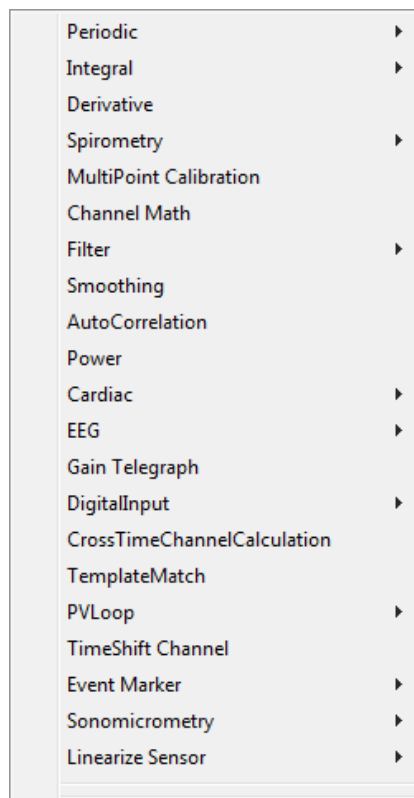 Periodic
Integral
Derivative
Spirometry
MultiPoint Calibration
Channel Math
Filter
Smoothing
AutoCorrelation
Power
Cardiac
EEG
Gain Telegraph
DigitalInput
CrossTimeChannelCalculation
TemplateMatch
PVLoop
TimeShift Channel
Event Marker
Sonomicrometry
Linearize Sensor